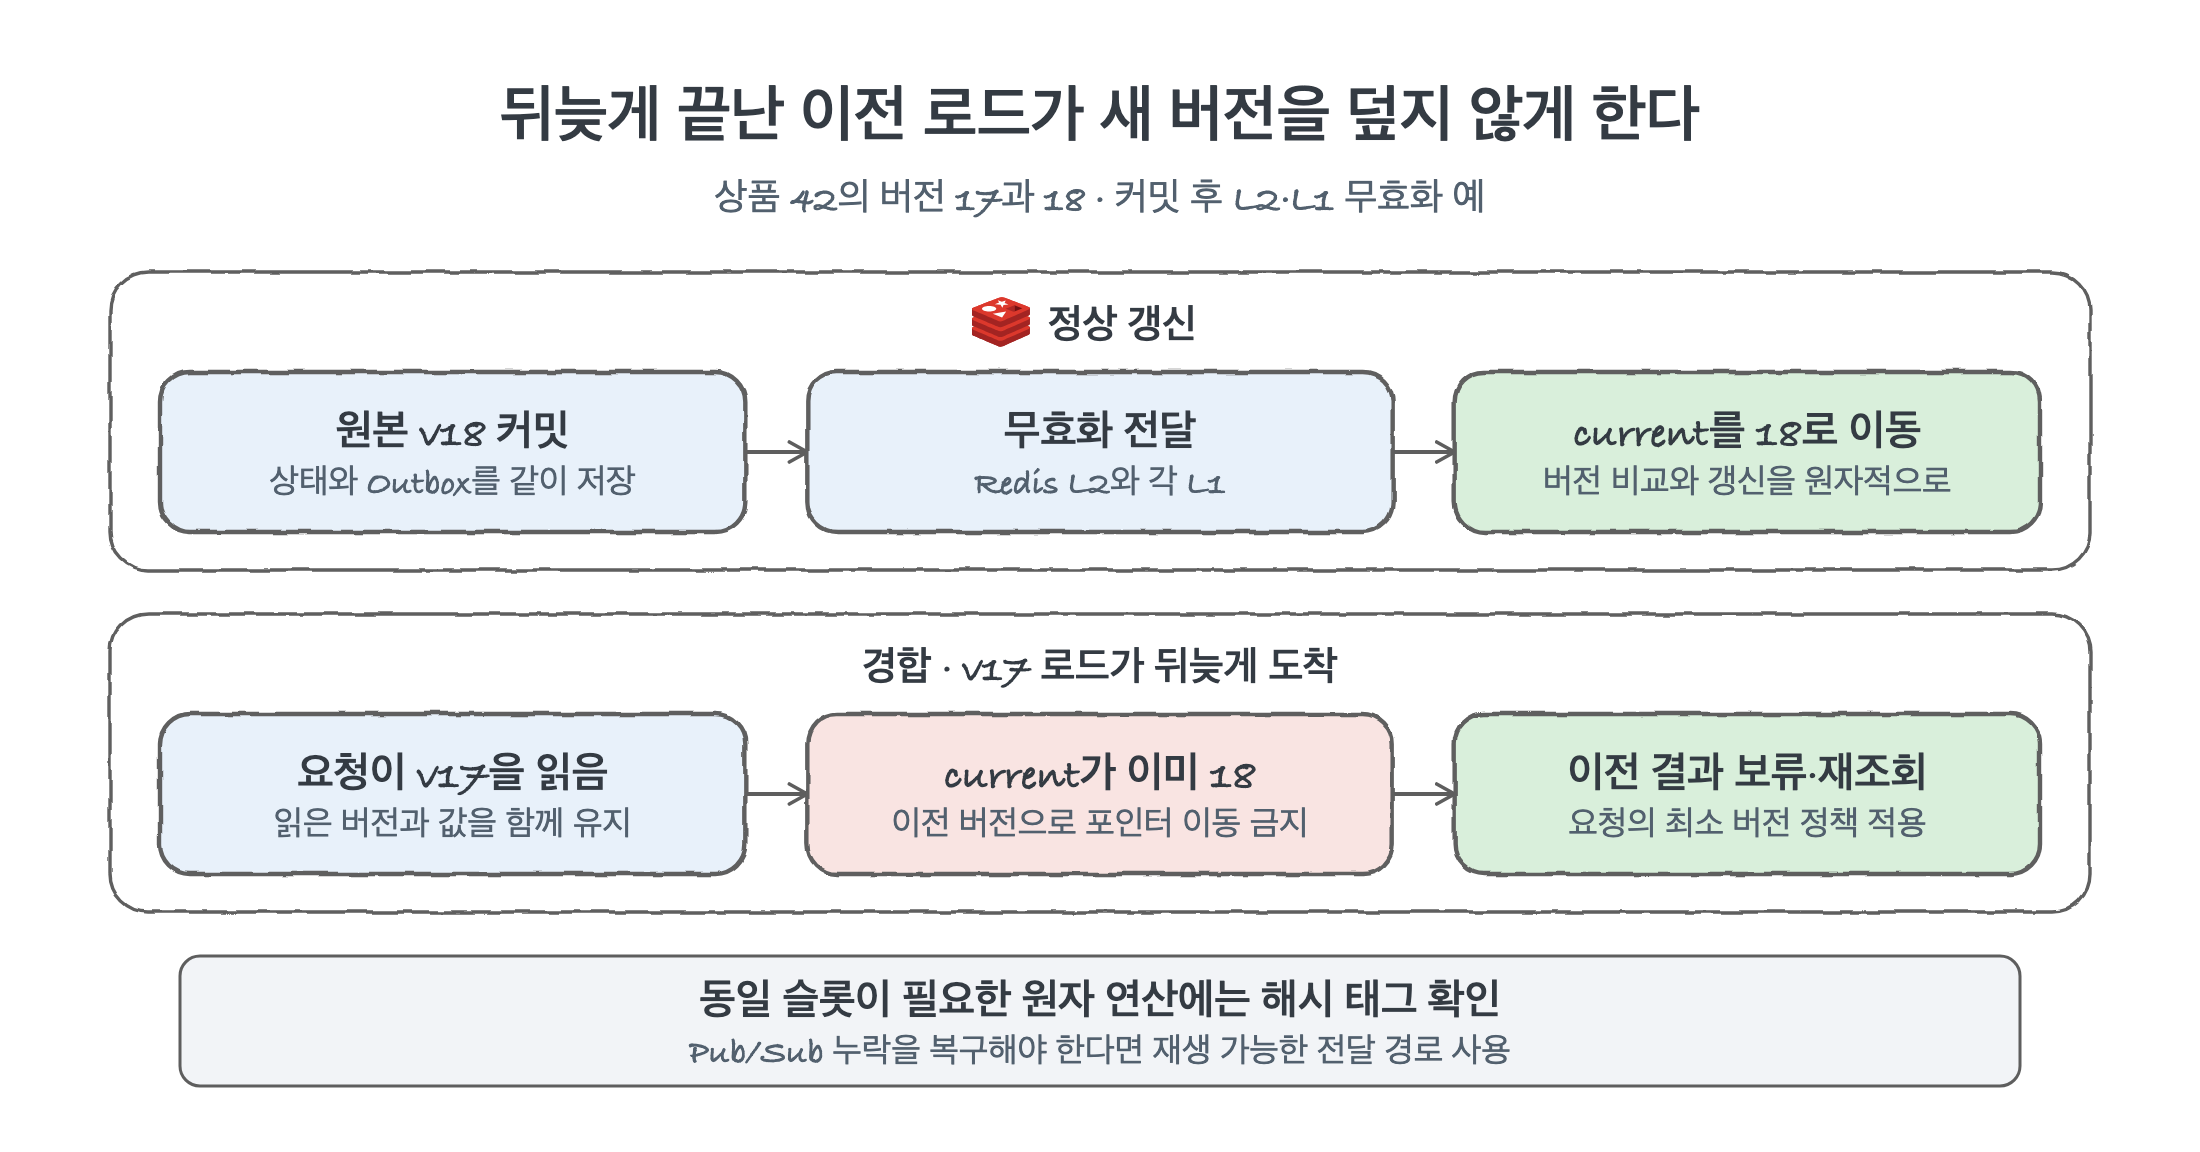 뒤늦게 끝난 이전 로드가 새 버전을 덮지 않게 한다
상품 42의 버전 17과 18 · 커밋 후 L2·L1 무효화 예
정상 갱신
원본 v18 커밋
상태와 Outbox를 같이 저장
무효화 전달
Redis L2와 각 L1
current를 18로 이동
버전 비교와 갱신을 원자적으로
경합 · v17 로드가 뒤늦게 도착
요청이 v17을 읽음
읽은 버전과 값을 함께 유지
current가 이미 18
이전 버전으로 포인터 이동 금지
이전 결과 보류·재조회
요청의 최소 버전 정책 적용
동일 슬롯이 필요한 원자 연산에는 해시 태그 확인
Pub/Sub 누락을 복구해야 한다면 재생 가능한 전달 경로 사용